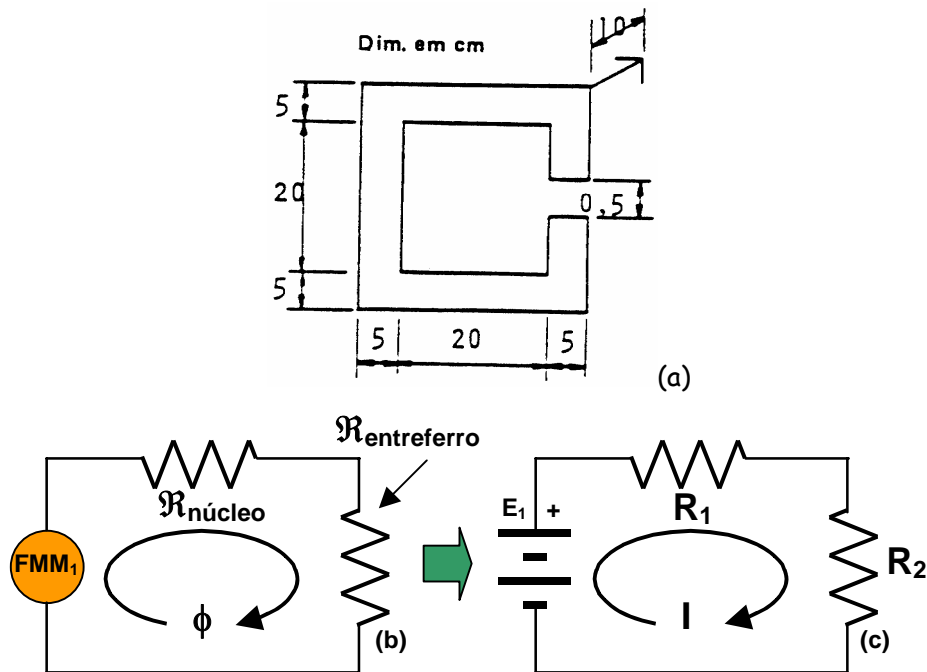 10
Dim. em cm
5
20
0,5
5
5 20 5
(a)
ℜentreferro
ℜnúcleo
E1 +
R1
FMM1
R2
ϕ
(b)
I
(c)